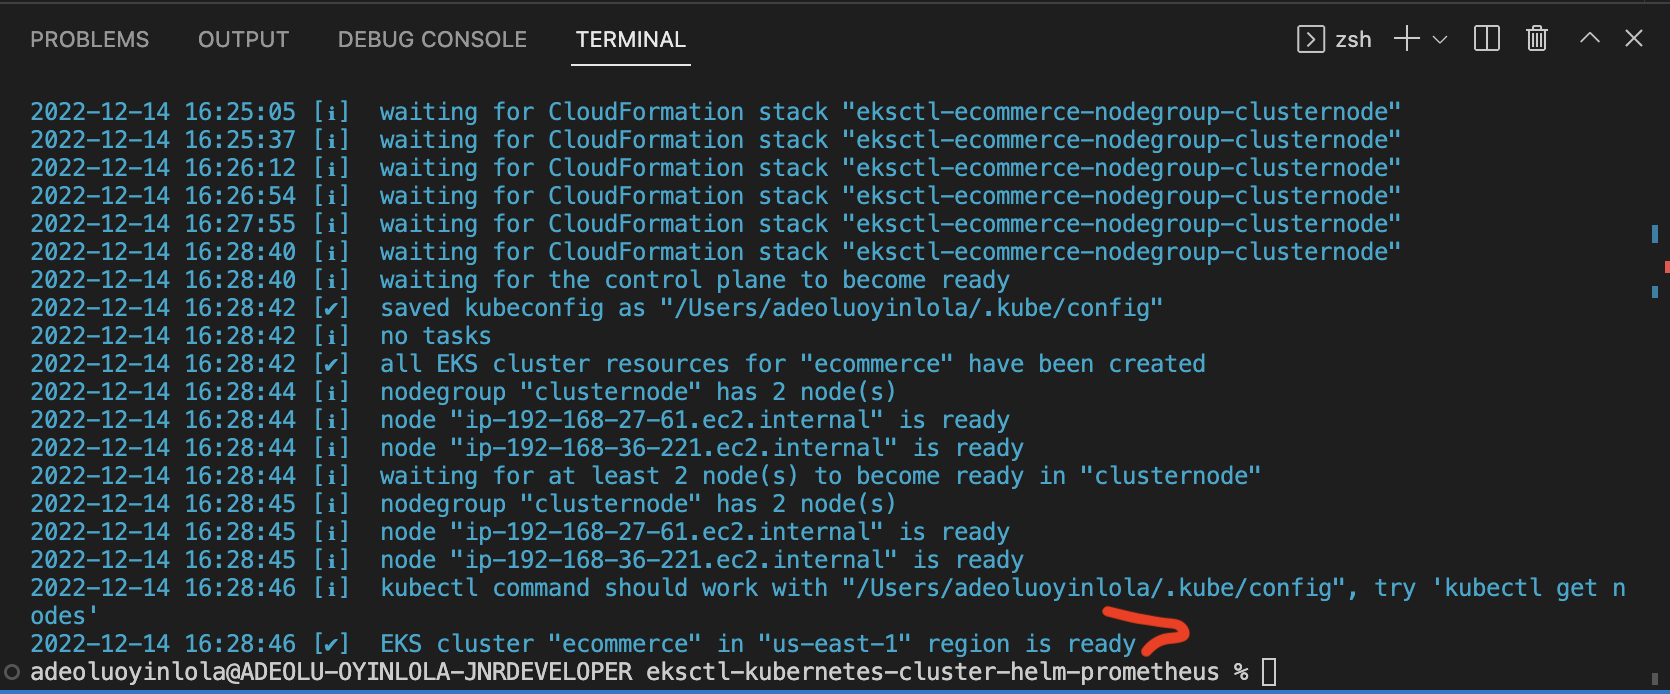 PROBLEMS OUTPUT DEBUG CONSOLE TERMINAL zsh
2022-12-14 16:25:05 [ℹ]  waiting for CloudFormation stack "eksctl-ecommerce-nodegroup-clusternode"
2022-12-14 16:25:37 [ℹ]  waiting for CloudFormation stack "eksctl-ecommerce-nodegroup-clusternode"
2022-12-14 16:26:12 [ℹ]  waiting for CloudFormation stack "eksctl-ecommerce-nodegroup-clusternode"
2022-12-14 16:26:54 [ℹ]  waiting for CloudFormation stack "eksctl-ecommerce-nodegroup-clusternode"
2022-12-14 16:27:55 [ℹ]  waiting for CloudFormation stack "eksctl-ecommerce-nodegroup-clusternode"
2022-12-14 16:28:40 [ℹ]  waiting for CloudFormation stack "eksctl-ecommerce-nodegroup-clusternode"
2022-12-14 16:28:40 [ℹ]  waiting for the control plane to become ready
2022-12-14 16:28:42 [✔]  saved kubeconfig as "/Users/adeoluoyinlola/.kube/config"
2022-12-14 16:28:42 [ℹ]  no tasks
2022-12-14 16:28:42 [✔]  all EKS cluster resources for "ecommerce" have been created
2022-12-14 16:28:44 [ℹ]  nodegroup "clusternode" has 2 node(s)
2022-12-14 16:28:44 [ℹ]  node "ip-192-168-27-61.ec2.internal" is ready
2022-12-14 16:28:44 [ℹ]  node "ip-192-168-36-221.ec2.internal" is ready
2022-12-14 16:28:44 [ℹ]  waiting for at least 2 node(s) to become ready in "clusternode"
2022-12-14 16:28:45 [ℹ]  nodegroup "clusternode" has 2 node(s)
2022-12-14 16:28:45 [ℹ]  node "ip-192-168-27-61.ec2.internal" is ready
2022-12-14 16:28:45 [ℹ]  node "ip-192-168-36-221.ec2.internal" is ready
2022-12-14 16:28:46 [ℹ]  kubectl command should work with "/Users/adeoluoyinlola/.kube/config", try 'kubectl get n
odes'
2022-12-14 16:28:46 [✔]  EKS cluster "ecommerce" in "us-east-1" region is ready
adeoluoyinlola@ADEOLU-OYINLOLA-JNRDEVELOPER eksctl-kubernetes-cluster-helm-prometheus %